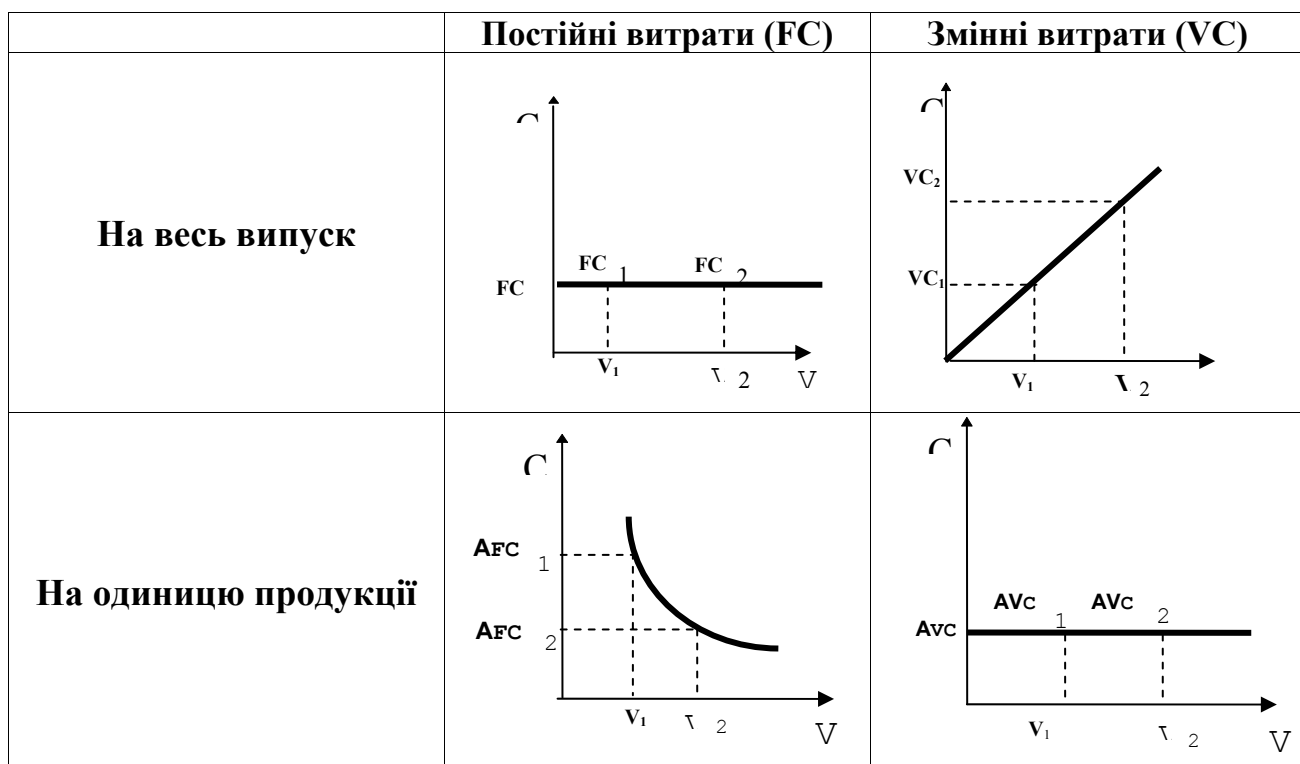 Постійні витрати (FC)
Змінні витрати (VC)
На весь випуск
C
FC 1
FC 2
FC
V₁
V 2
V
C
VC₂
VC₁
V₁
V 2
На одиницю продукції
C
AFC 1
AFC 2
V₁
V 2
V
C
AVC 1
AVC 2
AVC
V₁
V 2
V